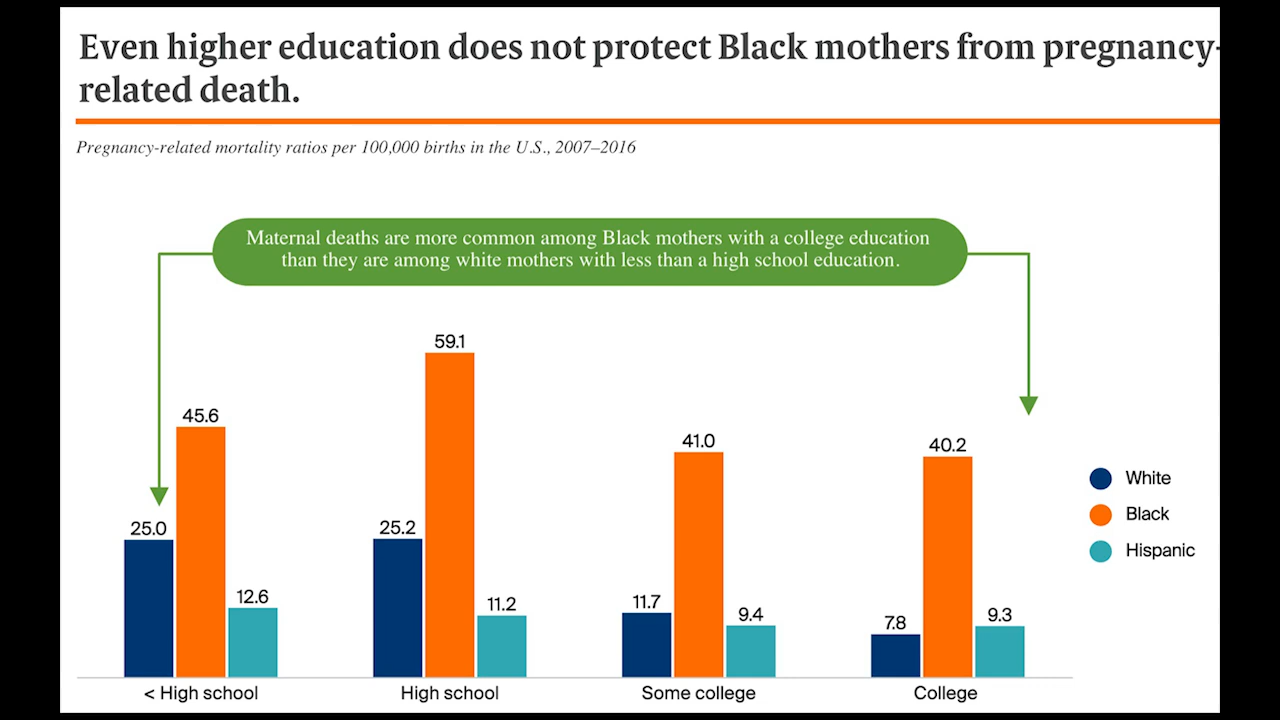 Even higher education does not protect Black mothers from pregnancy-
related death.
Pregnancy-related mortality ratios per 100,000 births in the U.S., 2007–2016
Maternal deaths are more common among Black mothers with a college education
than they are among white mothers with less than a high school education.
25.0
45.6
12.6
25.2
59.1
11.2
11.7
41.0
9.4
7.8
40.2
9.3
< High school
High school
Some college
College
White
Black
Hispanic